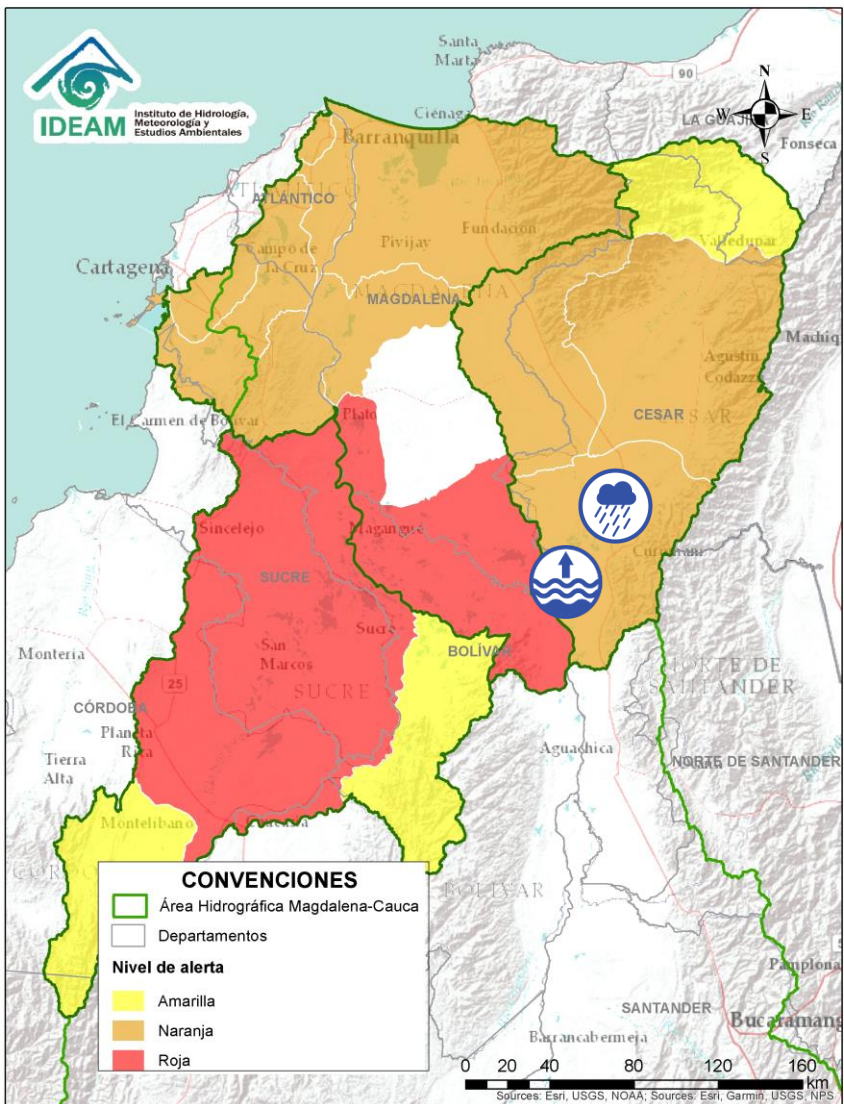 IDEAM
Instituto de Hidrología,
Meteorología y
Estudios Ambientales
Santa
Marta
90
N
W
E
S
LA GUAJI
Ciénaga
Fonseca
Barranquilla
ATLÁNTICO
Valledupar
Pivijay
Fundación
Campo de
la Cruz
Cartagena
MAGDALENA
Machiq
Agustín
Codazzi
El Carmen de Bolívar
Plato
CESAR
Sincelejo
Magangué
SUCRE
Sucre
San
Marcos
BOLÍVAR
Montería
SUCRE
NORTE DE
SANTANDER
25
CÓRDOBA
Planeta
Rica
Aguachica
Tierra
Alta
NORTE DE SANTANDER
Montelíbano
BOLÍVAR
CONVENCIONES
Área Hidrográfica Magdalena-Cauca
Departamentos
Nivel de alerta
Amarilla
Naranja
Roja
Pamplona
SANTANDER
Bucaramang
Barrancabermeja
0 20 40 80 120 160
km
Sources: Esri, USGS, NOAA; Sources: Esri, Garmin, USGS, NPS